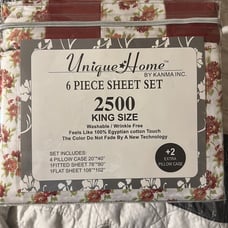 Unique Home
BY KANMA INC.
6 PIECE SHEET SET
2500
KING SIZE
Washable / Wrinkle Free
Feels Like 100% Egyptian cotton Touch
The Color Do Not Fade By A New Technology
SET INCLUDES:
4 PILLOW CASE 20"*40"
1FITTED SHEET 78"*80"
1FLAT SHEET 108"*102"
+2
EXTRA
PILLOW CASE